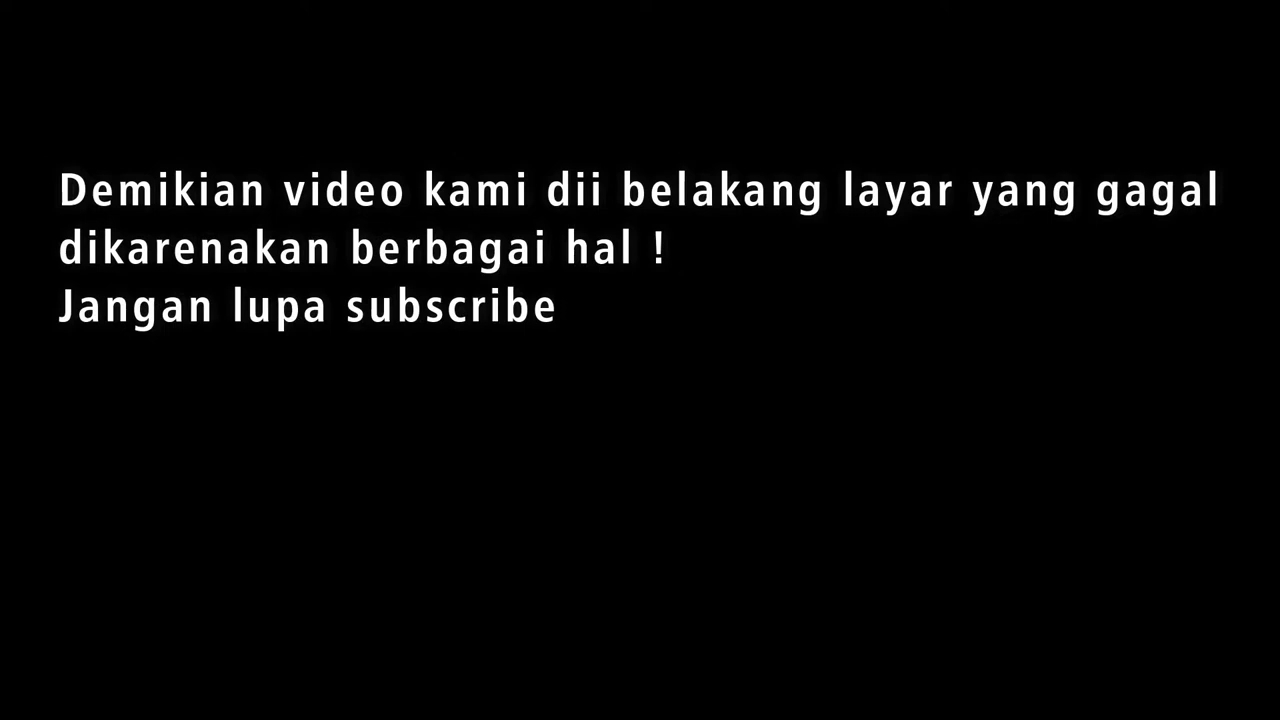 Demikian video kami dii belakang layar yang gagal
dikarenakan berbagai hal !
Jangan lupa subscribe